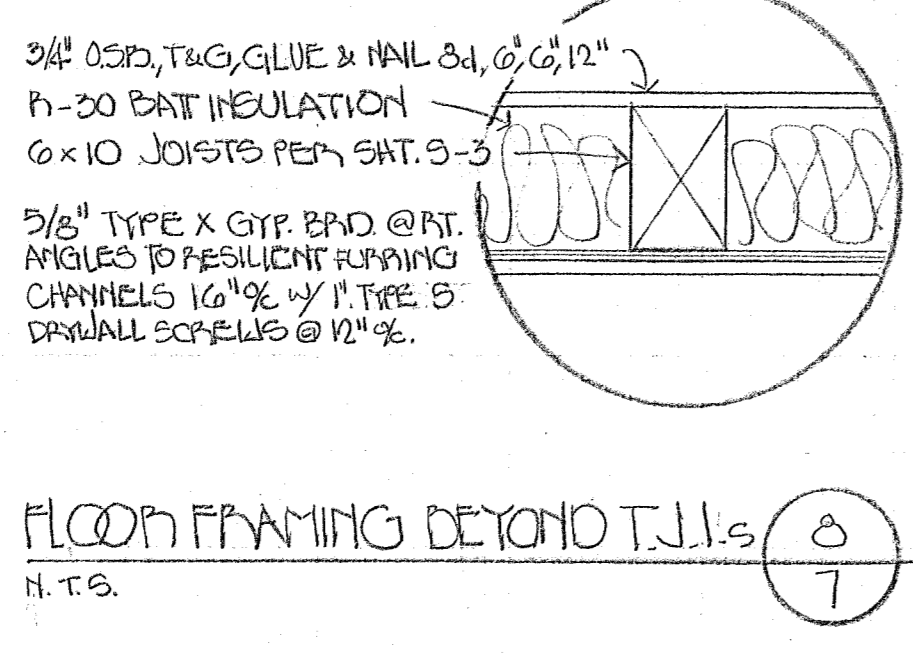 3/4" O.S.B., T&G, GLUE & NAIL 8d, 6", 6", 12"
R-30 BATT INSULATION
6x10 JOISTS PER SHT. S-3
5/8" TYPE X GYP. BRD. @ RT.
ANGLES TO RESILIENT FURRING
CHANNELS 16" o/c w/ 1" TYPE S
DRYWALL SCREWS @ 12" o/c.
FLOOR FRAMING BEYOND T.J.I.s
8
N.T.S.
7